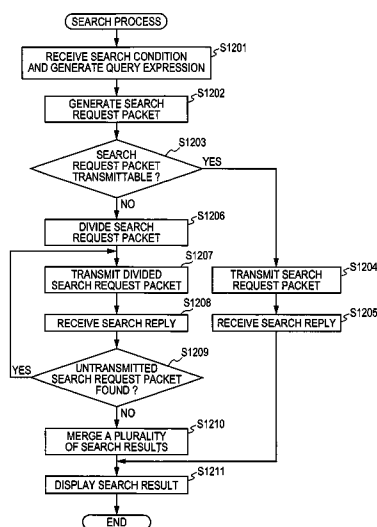 SEARCH PROCESS
S1201
RECEIVE SEARCH CONDITION
AND GENERATE QUERY EXPRESSION
S1202
GENERATE SEARCH
REQUEST PACKET
S1203
SEARCH
REQUEST PACKET
TRANSMITTABLE ?
YES
NO
S1206
DIVIDE SEARCH
REQUEST PACKET
S1207
TRANSMIT DIVIDED
SEARCH REQUEST PACKET
S1204
TRANSMIT SEARCH
REQUEST PACKET
S1208
RECEIVE SEARCH REPLY
S1205
RECEIVE SEARCH REPLY
S1209
YES
UNTRANSMITTED
SEARCH REQUEST PACKET
FOUND ?
NO
S1210
MERGE A PLURALITY
OF SEARCH RESULTS
S1211
DISPLAY SEARCH RESULT
END